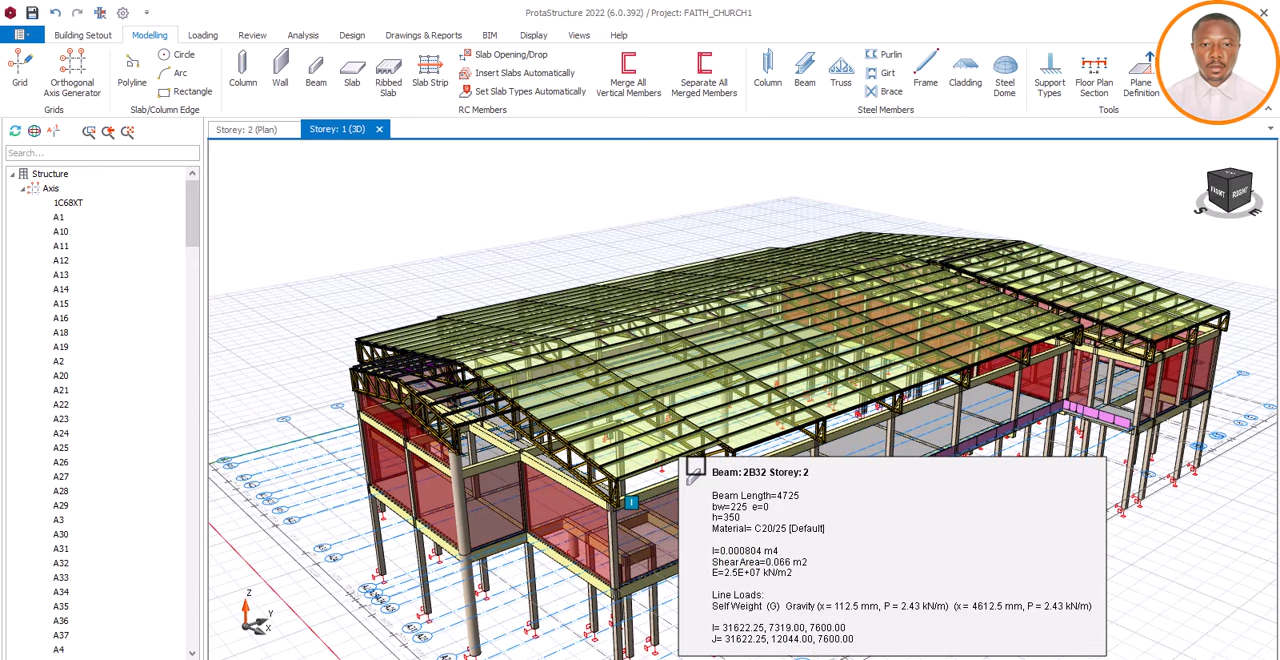 ProtaStructure 2022 (6.0.392) / Project: FAITH_CHURCH1
Building Setout
Modelling
Loading
Review
Analysis
Design
Drawings & Reports
BIM
Display
Views
Help
Grid
Orthogonal
Axis Generator
Grids
Polyline
Circle
Arc
Rectangle
Slab/Column Edge
Column
Wall
Beam
Slab
Ribbed
Slab
Slab Strip
Slab Opening/Drop
Insert Slabs Automatically
Set Slab Types Automatically
RC Members
Merge All
Vertical Members
Separate All
Merged Members
Column
Beam
Truss
Purlin
Girt
Brace
Frame
Cladding
Steel
Dome
Steel Members
Support
Types
Floor Plan
Section
Plane
Definition
Tools
Storey: 2 (Plan)
Storey: 1 (3D)
Search...
Structure
Axis
1C68XT
A1
A10
A11
A12
A13
A14
A15
A16
A18
A19
A2
A20
A21
A22
A23
A24
A25
A26
A27
A28
A29
A3
A30
A31
A32
A33
A34
A35
A36
A37
A4
FRONT
RIGHT
S
E
Z
Y
X
Beam: 2B32 Storey: 2
Beam Length=4725
bw=225 e=0
h=350
Material= C20/25 [Default]
I=0.000804 m4
ShearArea=0.066 m2
E=2.5E+07 kN/m2
Line Loads:
Self Weight (G) Gravity (x = 112.5 mm, P = 2.43 kN/m) (x = 4612.5 mm, P = 2.43 kN/m)
I= 31622.25, 7319.00, 7600.00
J= 31622.25, 12044.00, 7600.00